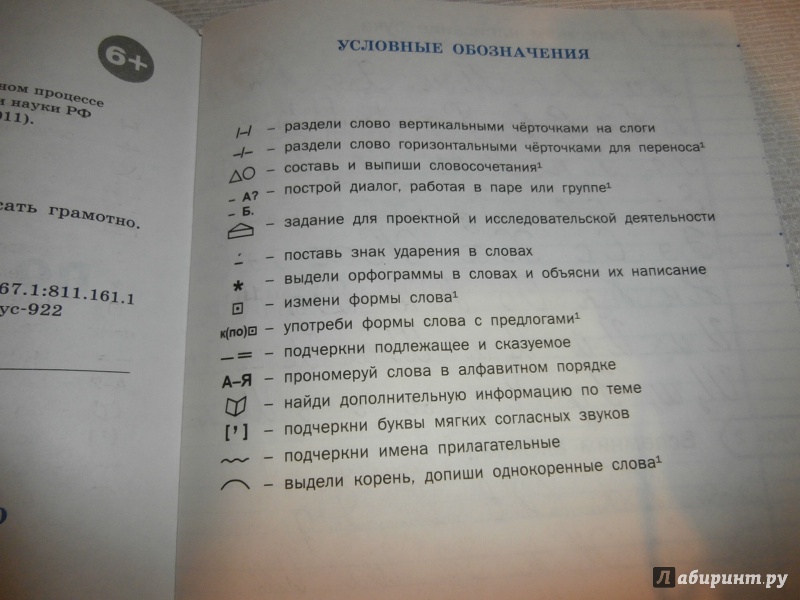 6+
ном процессе
и науки РФ
011).
сать грамотно.
67.1:811.161.1
ус-922
УСЛОВНЫЕ ОБОЗНАЧЕНИЯ
– раздели слово вертикальными чёрточками на слоги
– раздели слово горизонтальными чёрточками для переноса¹
– составь и выпиши словосочетания¹
– А?
– Б.
– построй диалог, работая в паре или группе¹
– задание для проектной и исследовательской деятельности
– поставь знак ударения в словах
* – выдели орфограммы в словах и объясни их написание
– измени формы слова¹
к(по) – употреби формы слова с предлогами¹
– подчеркни подлежащее и сказуемое
А–Я – прономеруй слова в алфавитном порядке
– найди дополнительную информацию по теме
[ʼ] – подчеркни буквы мягких согласных звуков
– подчеркни имена прилагательные
– выдели корень, допиши однокоренные слова¹
Лабиринт.ру